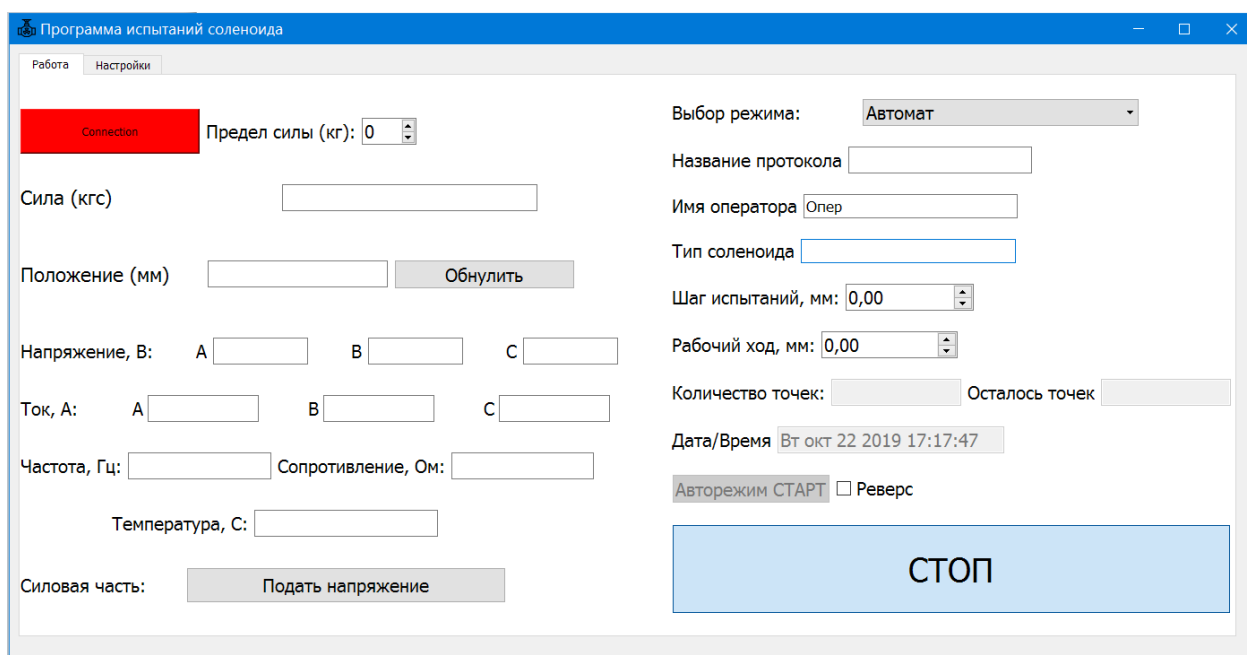 Программа испытаний соленоида
Работа Настройки
Connection Предел силы (кг): 0
Сила (кгс)
Положение (мм) Обнулить
Напряжение, В: A B C
Ток, А: A B C
Частота, Гц: Сопротивление, Ом:
Температура, С:
Силовая часть: Подать напряжение
Выбор режима: Автомат
Название протокола
Имя оператора Опер
Тип соленоида
Шаг испытаний, мм: 0,00
Рабочий ход, мм: 0,00
Количество точек: Осталось точек
Дата/Время Вт окт 22 2019 17:17:47
Авторежим СТАРТ Реверс
СТОП